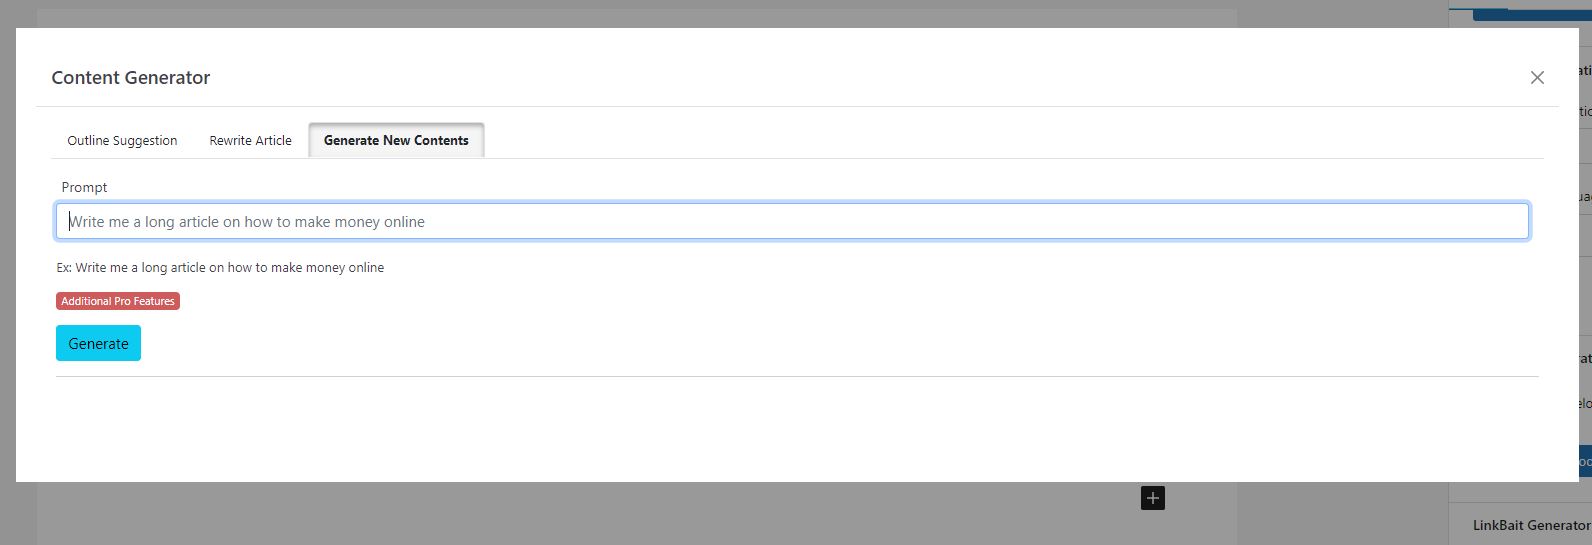 Content Generator
Outline Suggestion
Rewrite Article
Generate New Contents
Prompt
Write me a long article on how to make money online
Ex: Write me a long article on how to make money online
Additional Pro Features
Generate
LinkBait Generator